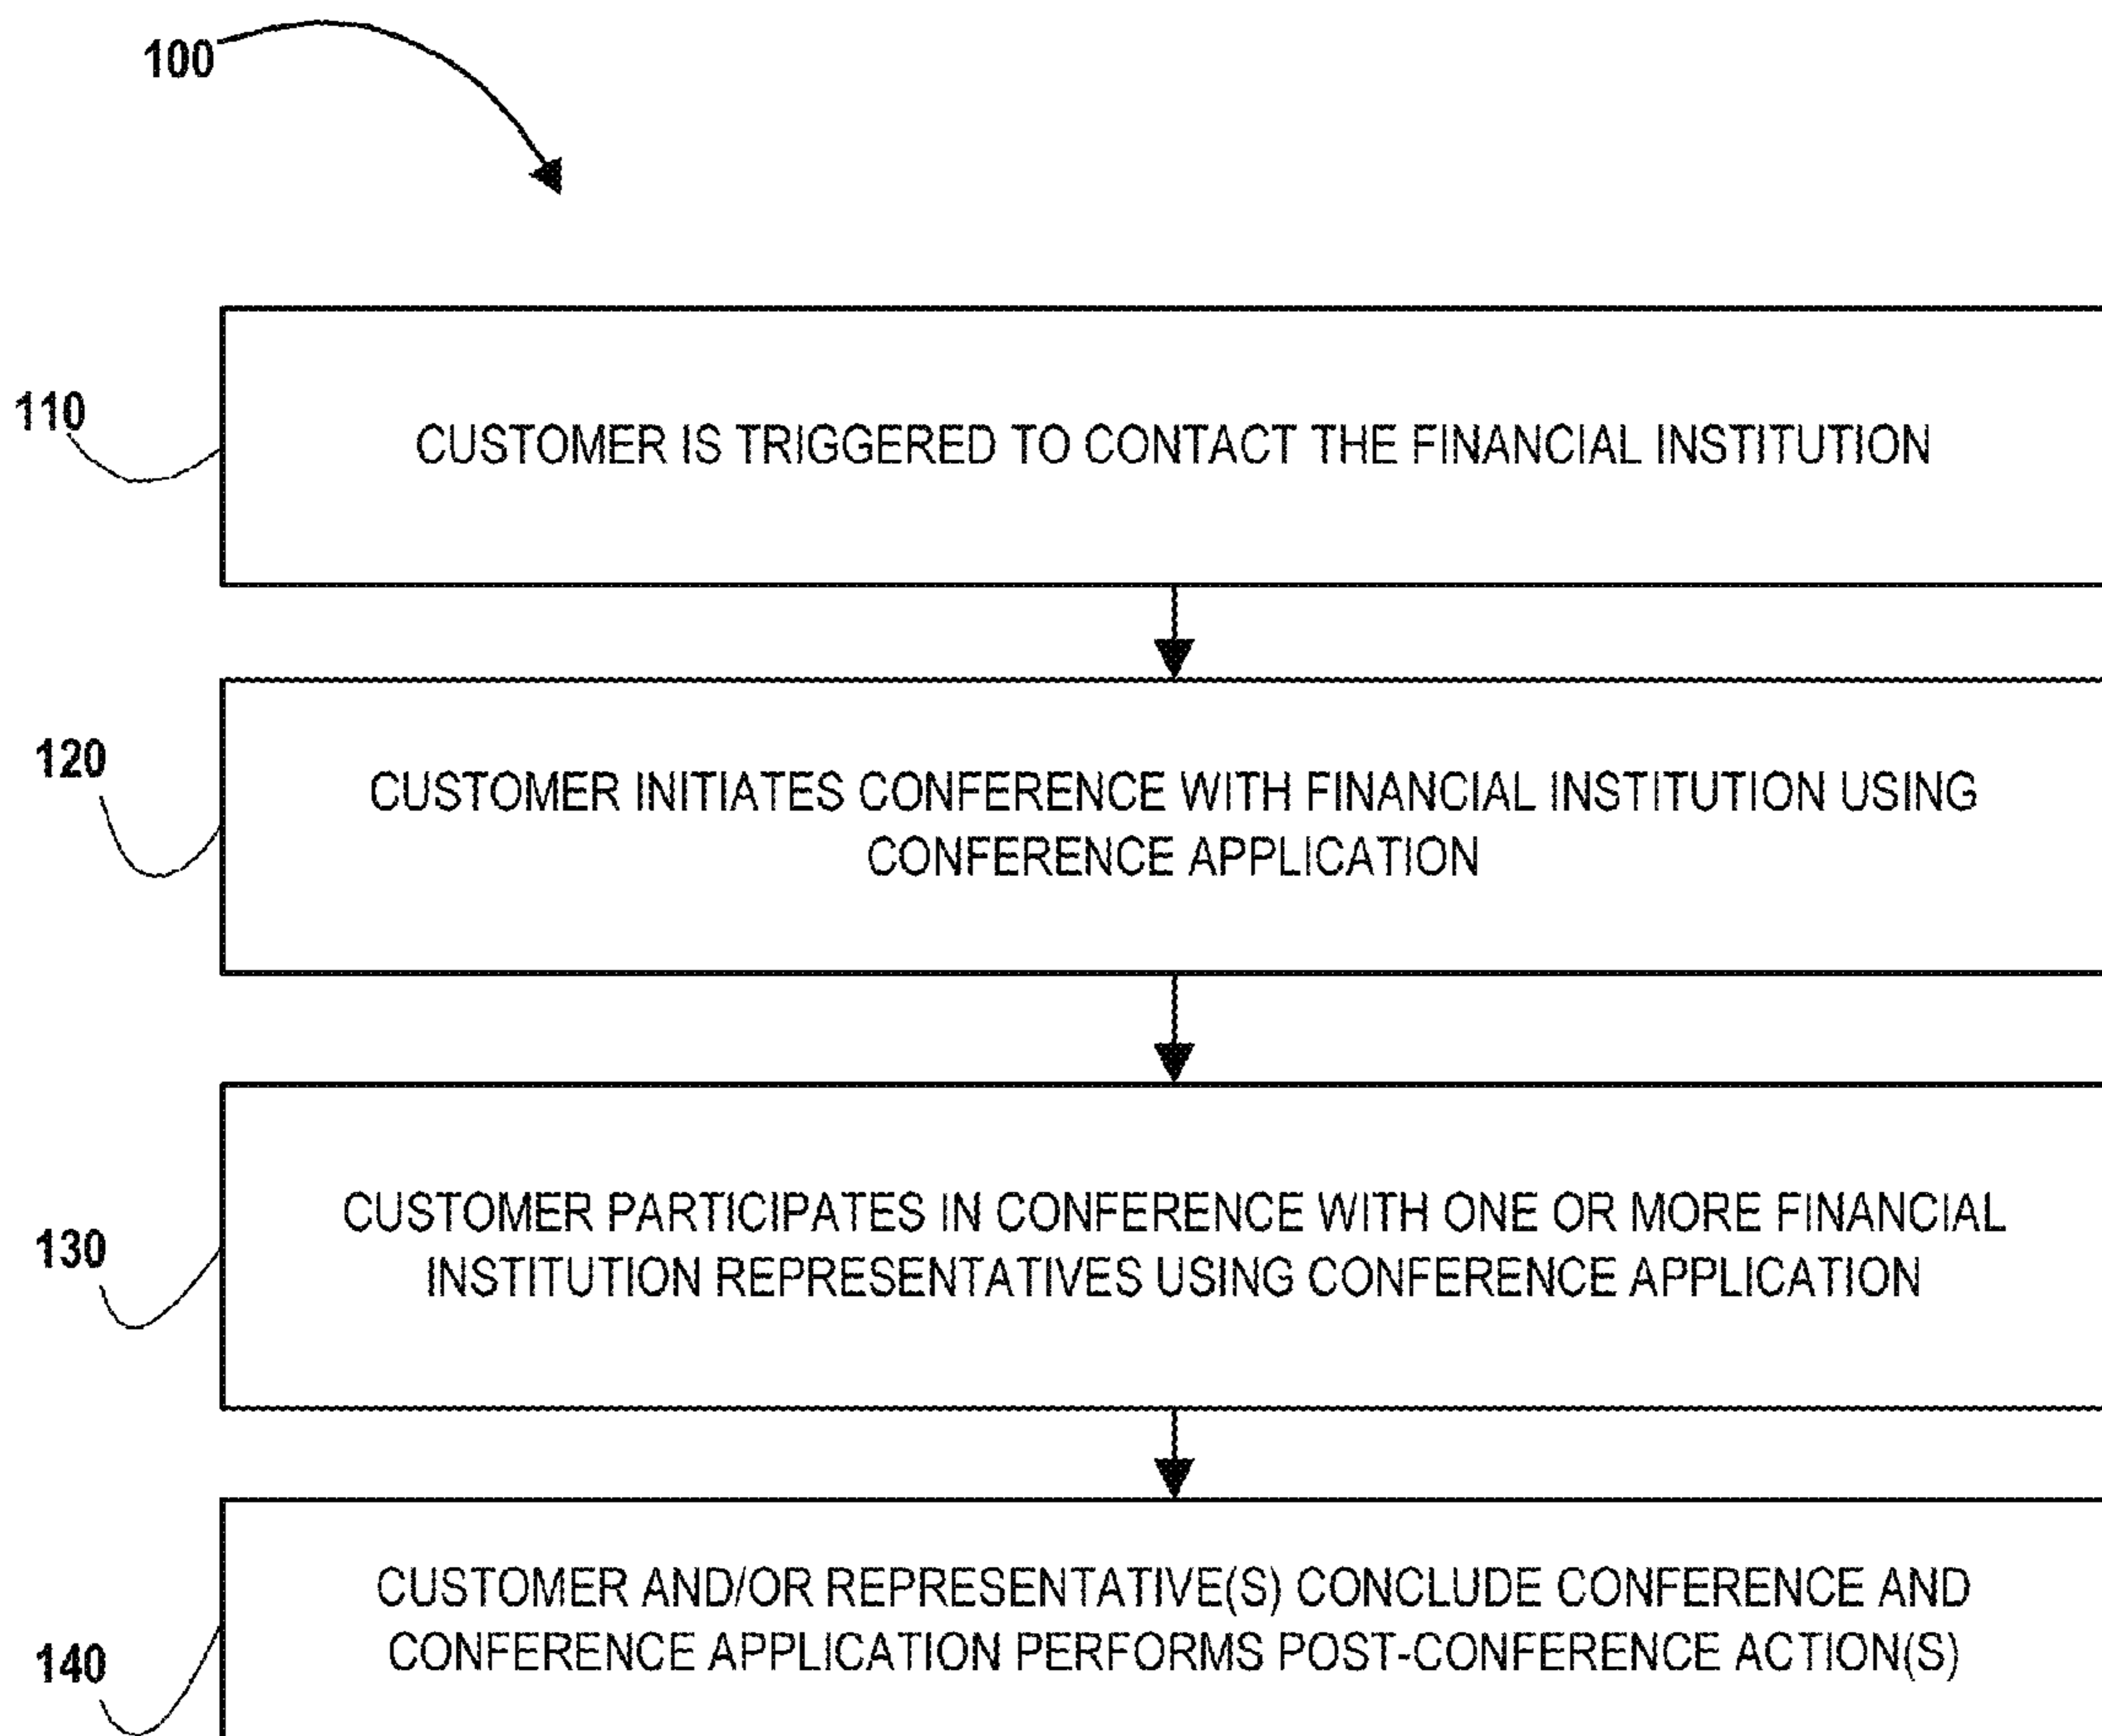 100
110
CUSTOMER IS TRIGGERED TO CONTACT THE FINANCIAL INSTITUTION
120
CUSTOMER INITIATES CONFERENCE WITH FINANCIAL INSTITUTION USING
CONFERENCE APPLICATION
130
CUSTOMER PARTICIPATES IN CONFERENCE WITH ONE OR MORE FINANCIAL
INSTITUTION REPRESENTATIVES USING CONFERENCE APPLICATION
140
CUSTOMER AND/OR REPRESENTATIVE(S) CONCLUDE CONFERENCE AND
CONFERENCE APPLICATION PERFORMS POST-CONFERENCE ACTION(S)